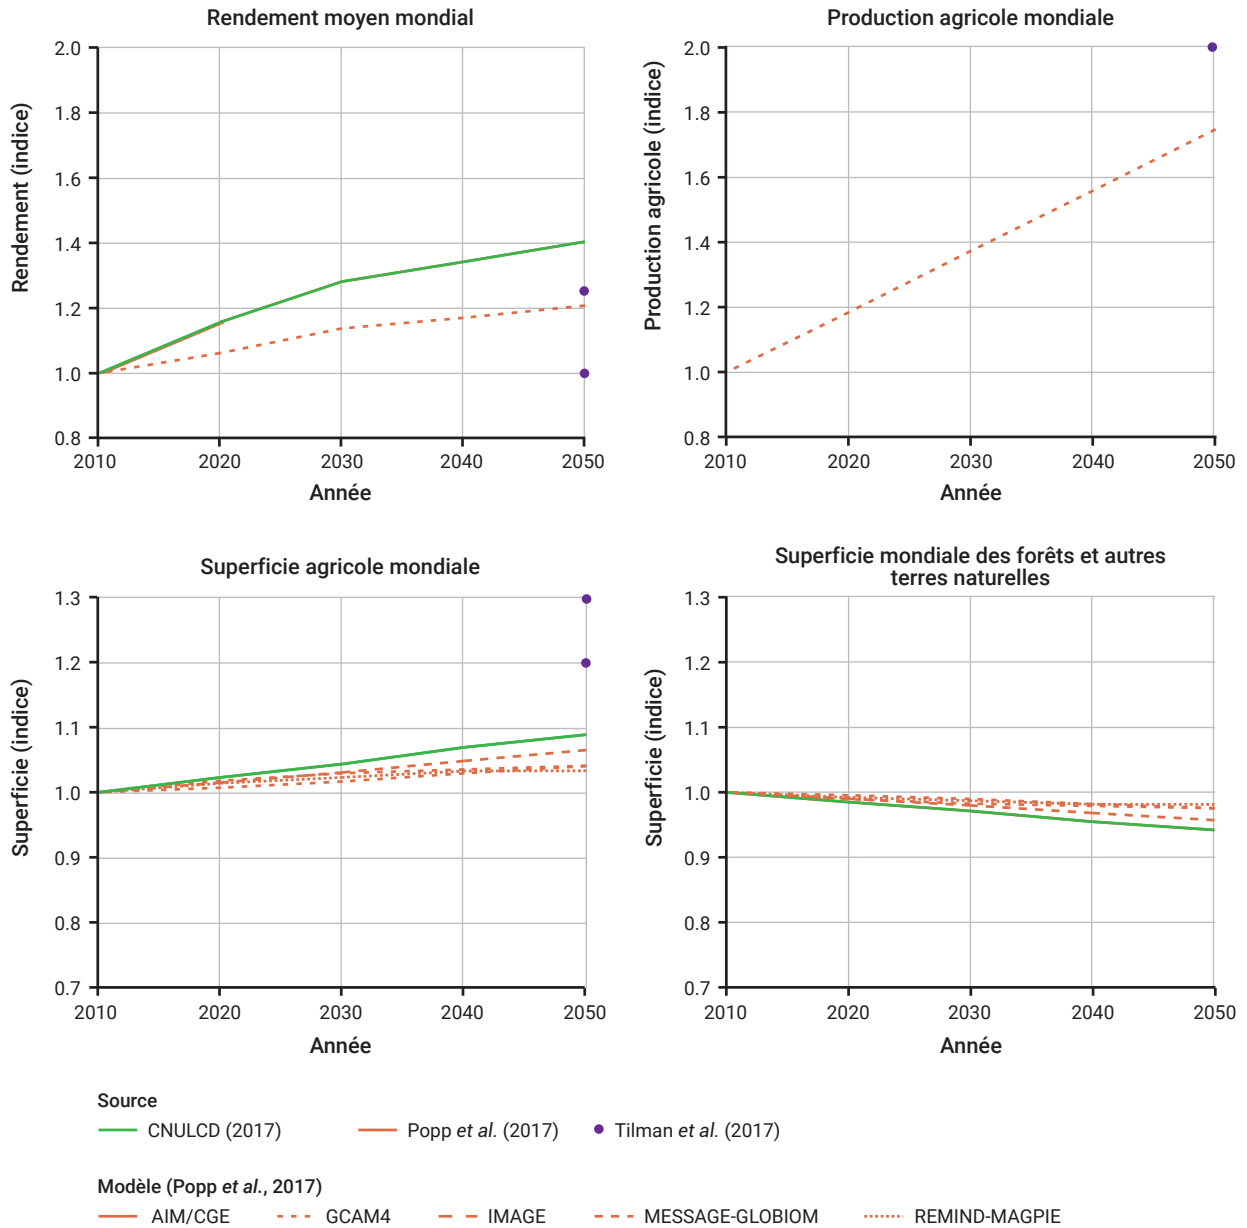 Rendement moyen mondial
2.0
1.8
1.6
1.4
1.2
1.0
0.8
Rendement (indice)
2010 2020 2030 2040 2050
Année
Production agricole mondiale
2.0
1.8
1.6
1.4
1.2
1.0
0.8
Production agricole (indice)
2010 2020 2030 2040 2050
Année
Superficie agricole mondiale
1.3
1.2
1.1
1.0
0.9
0.8
0.7
Superficie (indice)
2010 2020 2030 2040 2050
Année
Superficie mondiale des forêts et autres
terres naturelles
1.3
1.2
1.1
1.0
0.9
0.8
0.7
Superficie (indice)
2010 2020 2030 2040 2050
Année
Source
CNULCD (2017) Popp et al. (2017) Tilman et al. (2017)
Modèle (Popp et al., 2017)
AIM/CGE GCAM4 IMAGE MESSAGE-GLOBIOM REMIND-MAGPIE